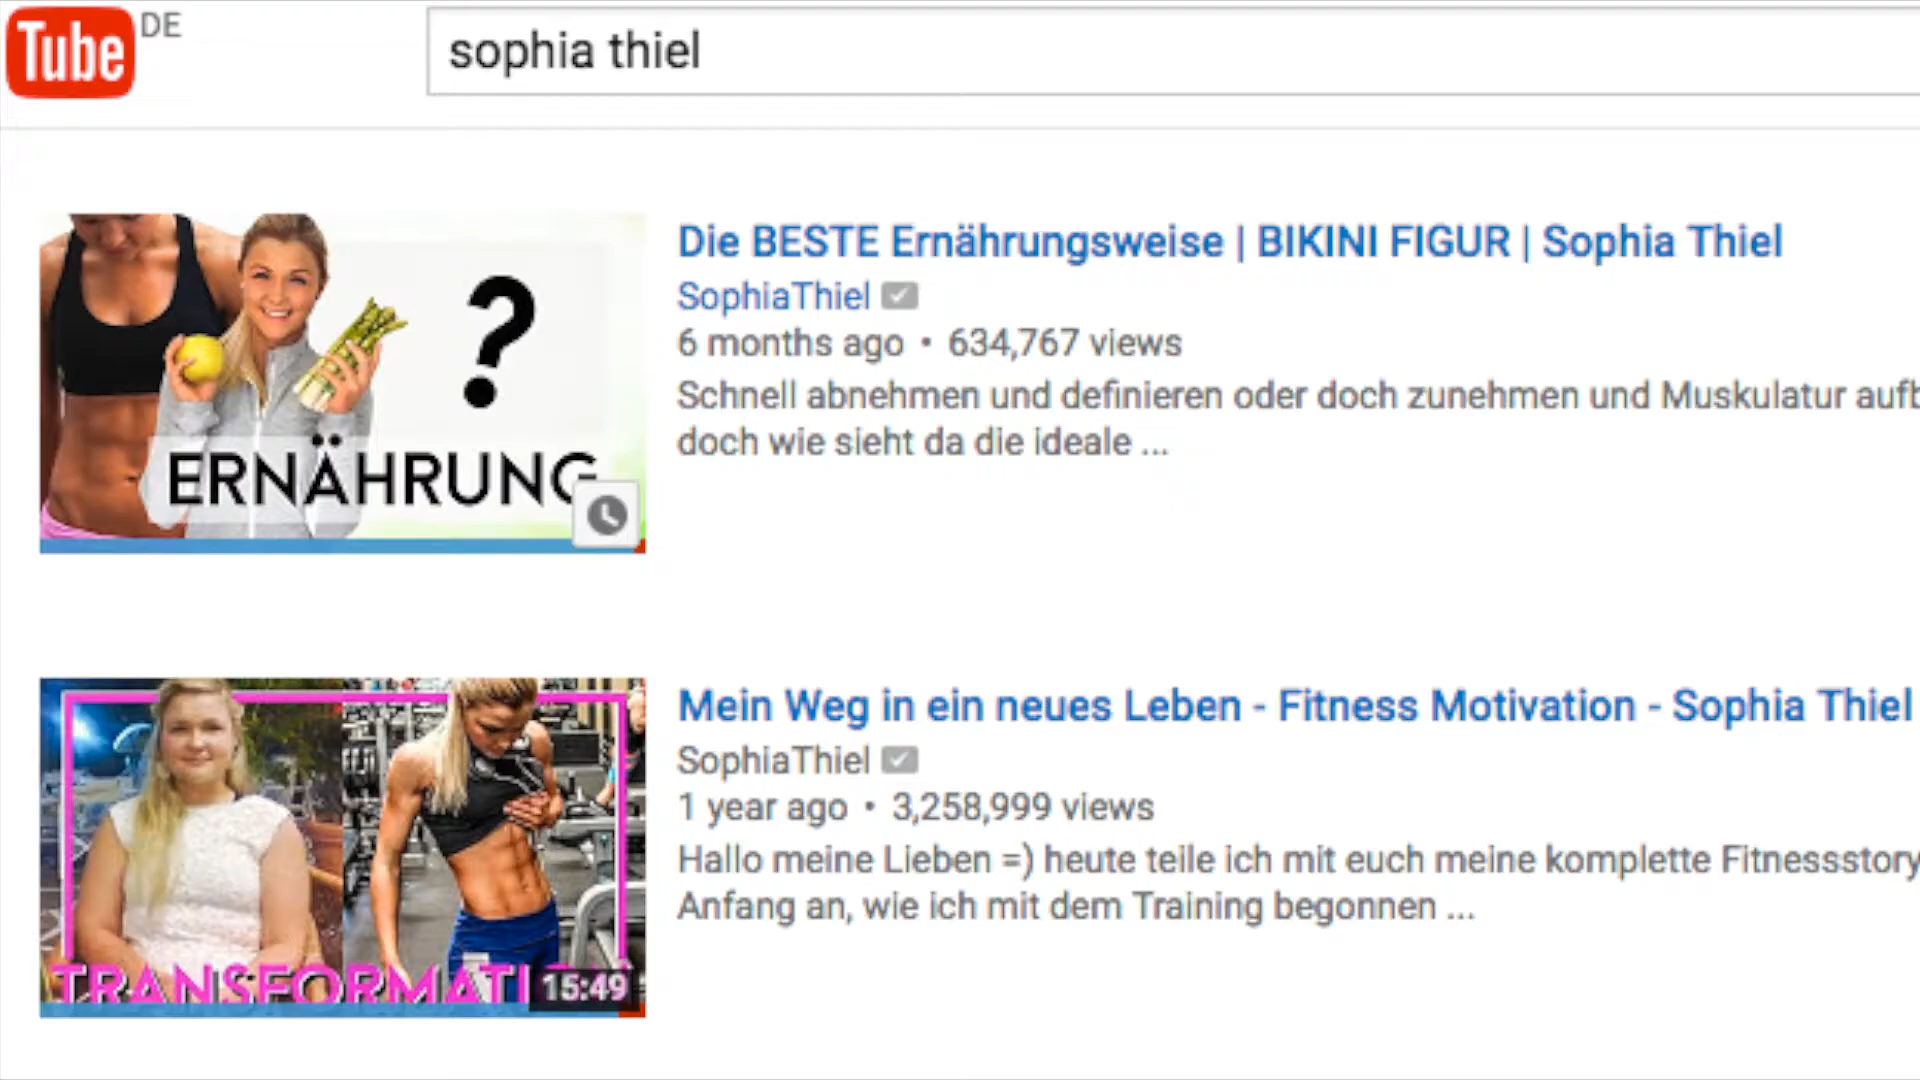 Tube DE
sophia thiel
?
ERNÄHRUNG
Die BESTE Ernährungsweise | BIKINI FIGUR | Sophia Thiel
SophiaThiel
6 months ago • 634,767 views
Schnell abnehmen und definieren oder doch zunehmen und Muskulatur aufb
doch wie sieht da die ideale ...
TRANSFORMATI
15:49
Mein Weg in ein neues Leben - Fitness Motivation - Sophia Thiel
SophiaThiel
1 year ago • 3,258,999 views
Hallo meine Lieben =) heute teile ich mit euch meine komplette Fitnessstory
Anfang an, wie ich mit dem Training begonnen ...